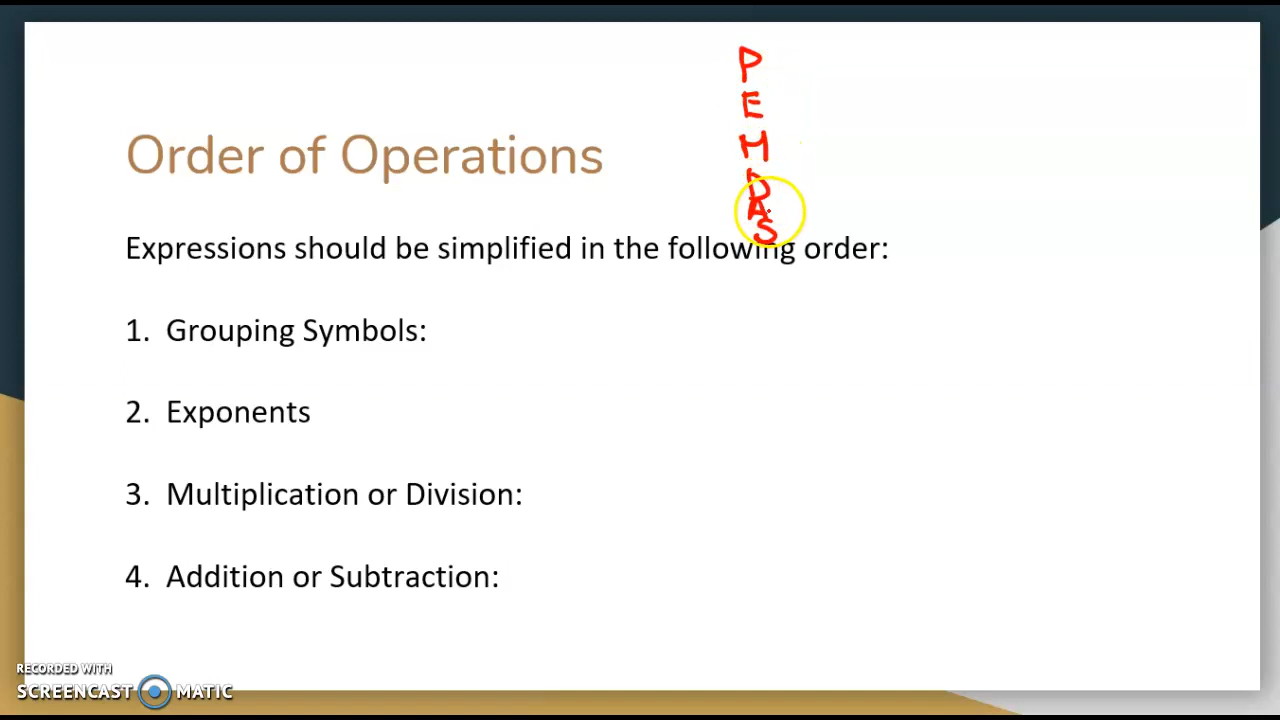 P
E
M
D
A
S
Order of Operations
Expressions should be simplified in the following order:
1. Grouping Symbols:
2. Exponents
3. Multiplication or Division:
4. Addition or Subtraction:
RECORDED WITH
SCREENCAST MATIC